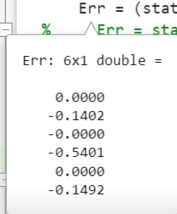 Err = (stat
% Err = sta
Err: 6x1 double =
0.0000
-0.1402
-0.0000
-0.5401
0.0000
-0.1492